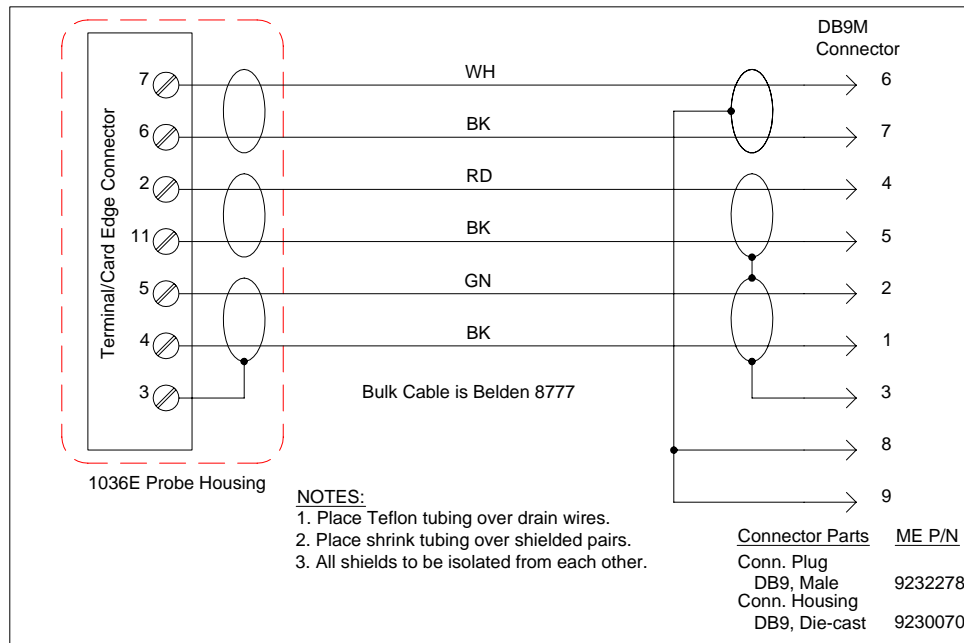 DB9M
Connector
Terminal/Card Edge Connector
7 WH 6
6 BK 7
2 RD 4
11 BK 5
5 GN 2
4 BK 1
3 Bulk Cable is Belden 8777 3
8
1036E Probe Housing
9
NOTES:
1. Place Teflon tubing over drain wires.
2. Place shrink tubing over shielded pairs.
3. All shields to be isolated from each other.
Connector Parts ME P/N
Conn. Plug
DB9, Male 9232278
Conn. Housing
DB9, Die-cast 9230070